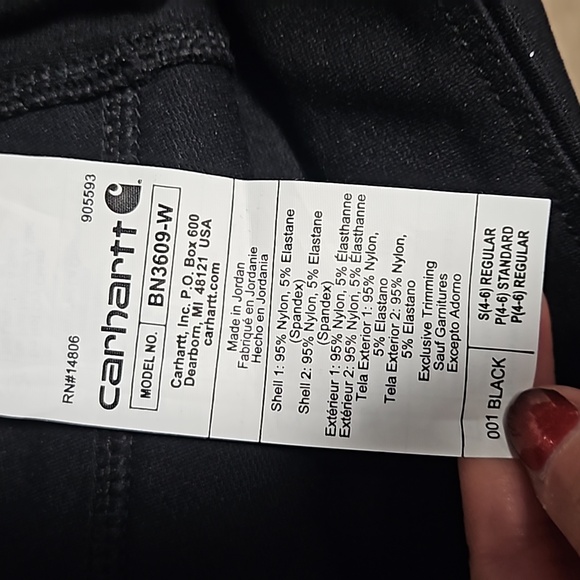 RN#14806
905593
carhartt
MODEL NO. BN3609-W
Carhartt, Inc. P.O. Box 600
Dearborn, MI 48121 USA
carhartt.com
Made in Jordan
Fabriqué en Jordanie
Hecho en Jordania
Shell 1: 95% Nylon, 5% Elastane
(Spandex)
Shell 2: 95% Nylon, 5% Elastane
(Spandex)
Extérieur 1: 95% Nylon, 5% Élasthanne
Extérieur 2: 95% Nylon, 5% Élasthanne
Tela Exterior 1: 95% Nylon,
5% Elastano
Tela Exterior 2: 95% Nylon,
5% Elastano
Exclusive Trimming
Sauf Garnitures
Excepto Adorno
001 BLACK
S(4-6) REGULAR
P(4-6) STANDARD
P(4-6) REGULAR